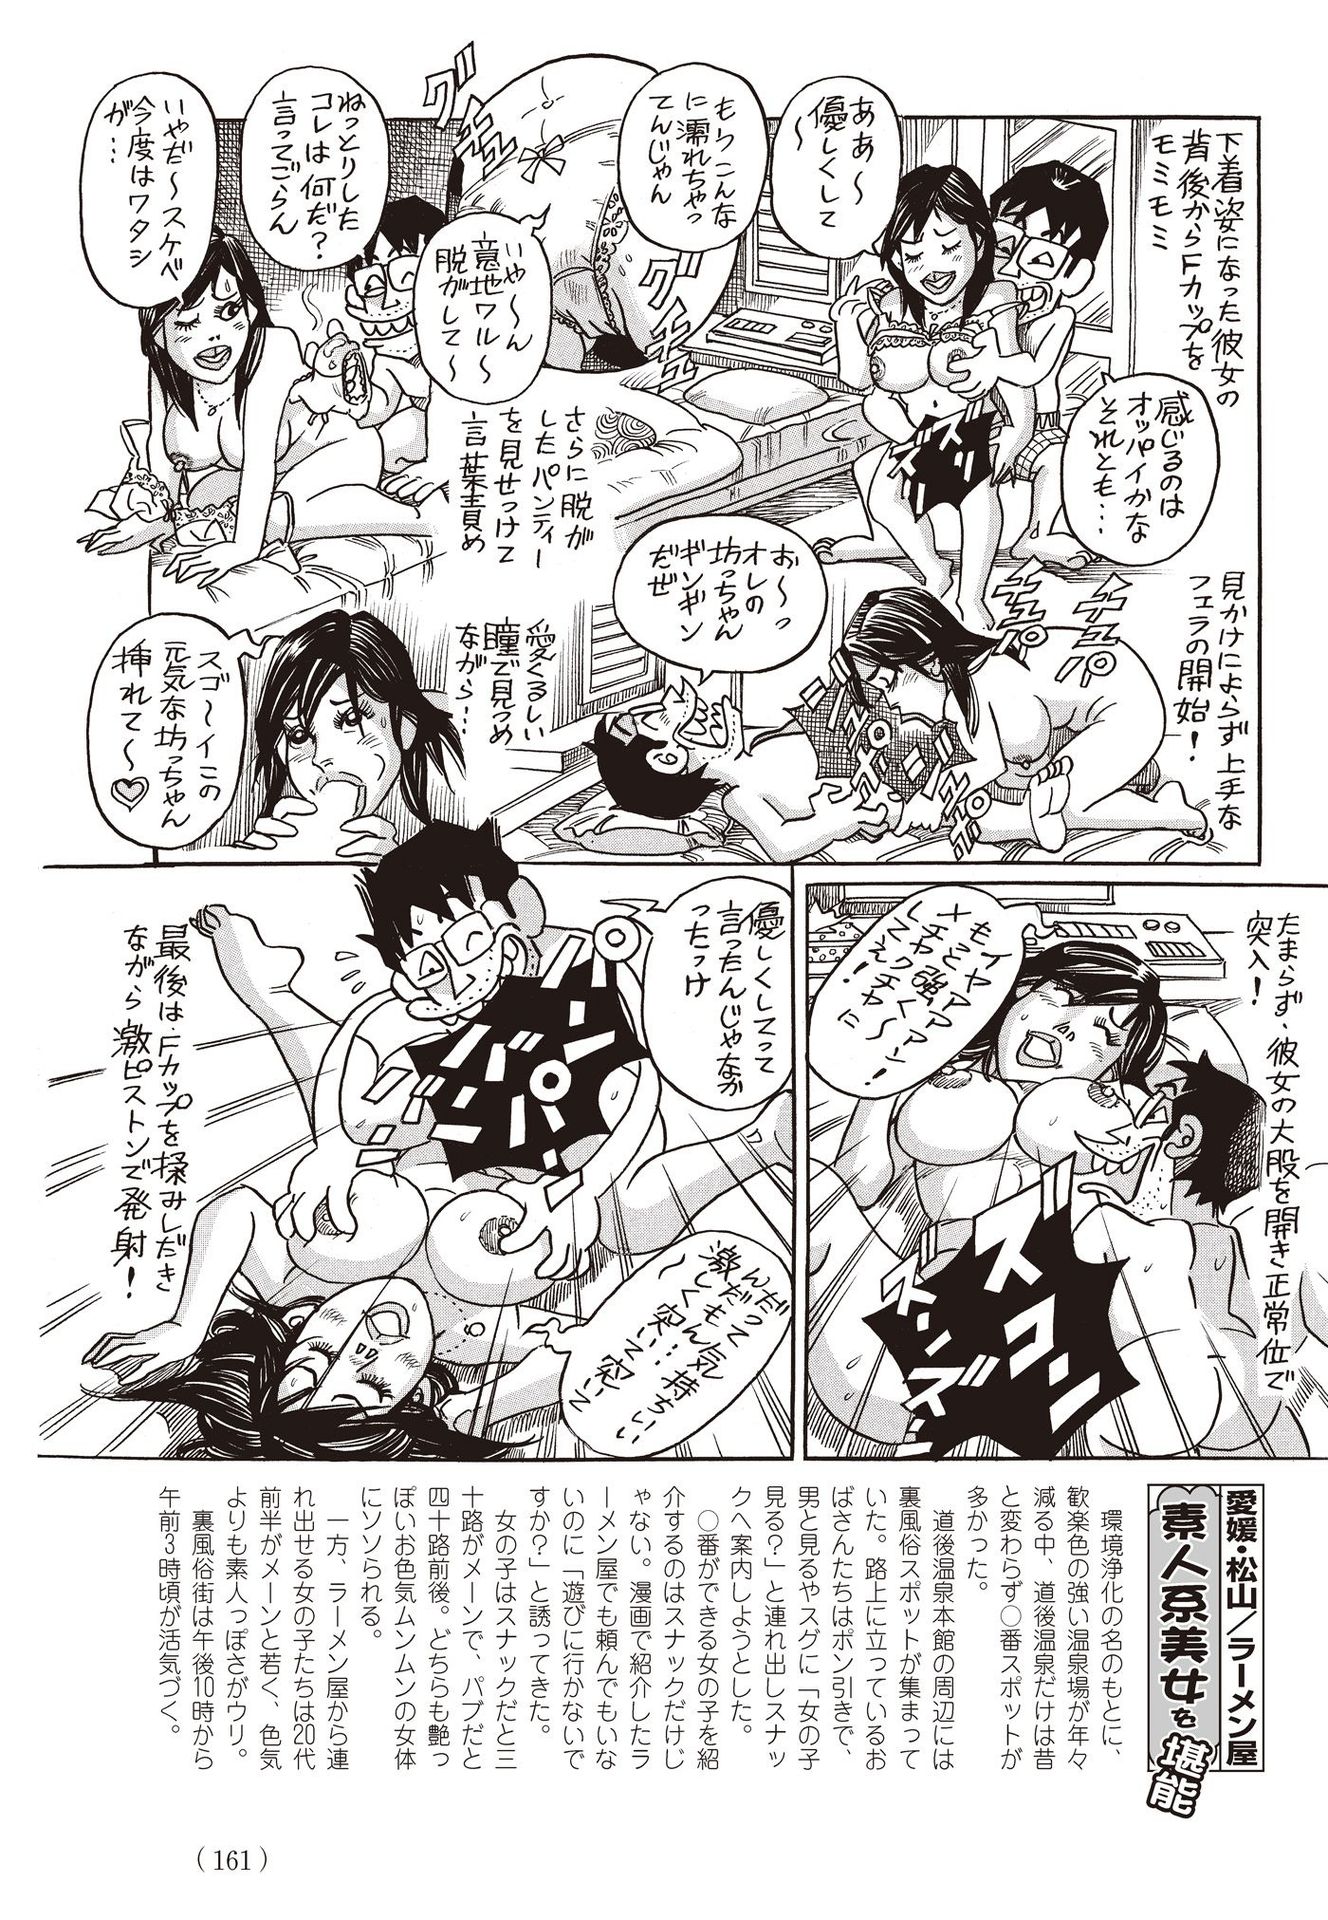 下着姿になった彼女の
背後からFカップを
モミモミ
ああ〜
優しくして
〜
もうこんな
に濡れちゃっ
てんじゃん
感じるのは
オッパイかな
それとも…
ズリ
ズ
グ
チュ
グ
チュ
いや〜ん
意地ワル〜
脱がして〜
さらに脱が
したパンティー
を見せつけて
言葉責め
ねっとりした
コレは何だ?
言ってごらん
いやだ〜スケベ
今度はワタシ
が…
見かけによらず上手な
フェラの開始!
チュパ
チュパ
お〜っ
オレの
坊っちゃん
ギンギン
だぜ
愛くるしい
瞳で見つめ
ながら…
スゴ〜イこの
元気な坊っちゃん
挿れて〜♡
たまらず、彼女の大股を開き正常位で
突入!
イヤァァァン
もっと強く〜
メチャクチャに
してえ!
ズコン
ズンズン
優しくしてって
言ったんじゃなか
ったっけ
パン
パン
んだって
激だもん気持ちいい
〜しく突いて突いて
最後は、Fカップを揉みしだき
ながら激ピストンで発射!
愛媛・松山/ラーメン屋
素人系美女を堪能
環境浄化の名のもとに、
歓楽色の強い温泉場が年々
減る中、道後温泉だけは昔
と変わらず○番スポットが
多かった。
道後温泉本館の周辺には
裏風俗スポットが集まって
いた。路上に立っているお
ばさんたちはポン引きで、
男と見るやスグに「女の子
見る?」と連れ出しスナッ
クへ案内しようとした。
○番ができる女の子を紹
介するのはスナックだけじ
ゃない。漫画で紹介したラ
ーメン屋でも頼んでもいな
いのに「遊びに行かないで
すか?」と誘ってきた。
女の子はスナックだと三
十路がメーンで、パブだと
四十路前後。どちらも艶っ
ぽいお色気ムンムンの女体
にソソられる。
一方、ラーメン屋から連
れ出せる女の子たちは20代
前半がメーンと若く、色気
よりも素人っぽさがウリ。
裏風俗街は午後10時から
午前3時頃が活気づく。
(161)